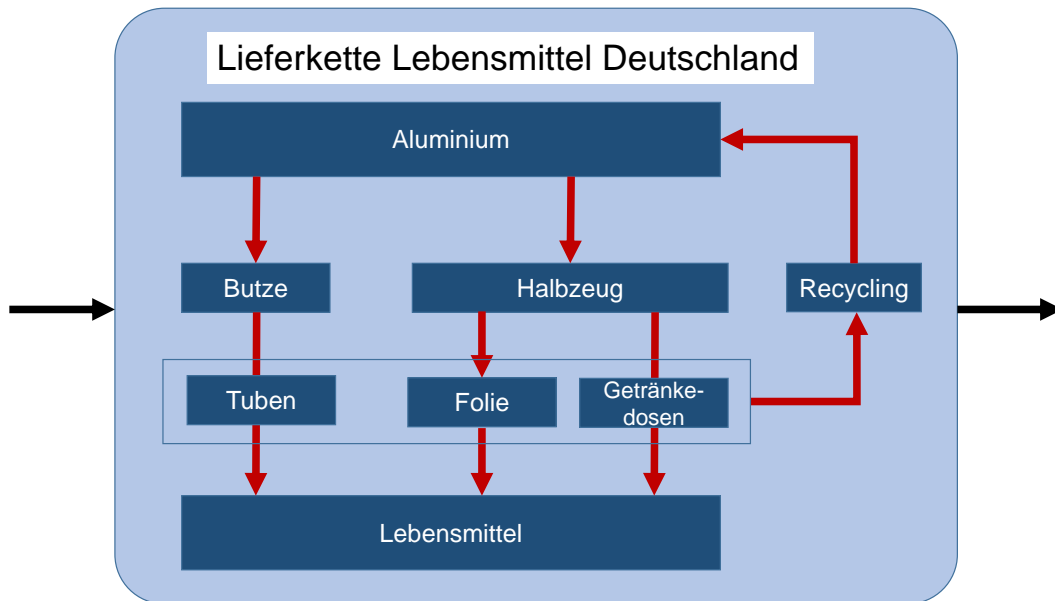 Lieferkette Lebensmittel Deutschland
Aluminium
Butze
Halbzeug
Recycling
Tuben
Folie
Getränke-
dosen
Lebensmittel